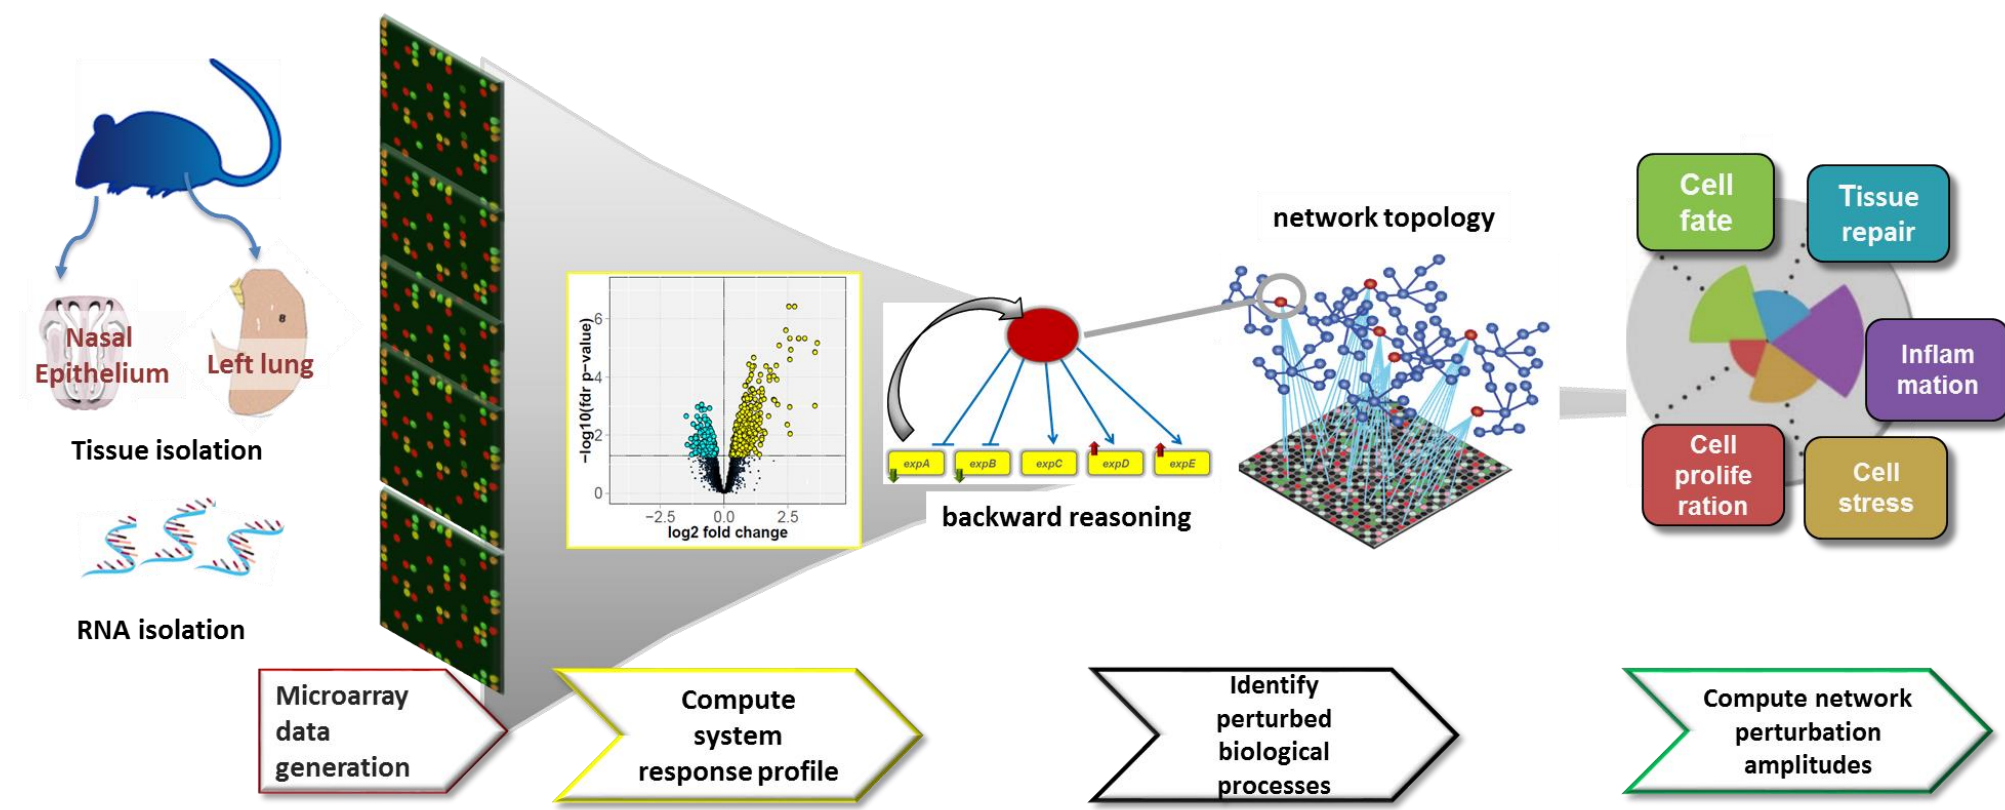 Nasal
Epithelium
Left lung
B
Tissue isolation
RNA isolation
−log10(fdr p−value)
6
4
2
0
−2.5
0.0
2.5
log2 fold change
expA
expB
expC
expD
expE
backward reasoning
network topology
Cell
fate
Tissue
repair
Inflam
mation
Cell
prolife
ration
Cell
stress
Microarray
data
generation
Compute
system
response profile
Identify
perturbed
biological
processes
Compute network
perturbation
amplitudes